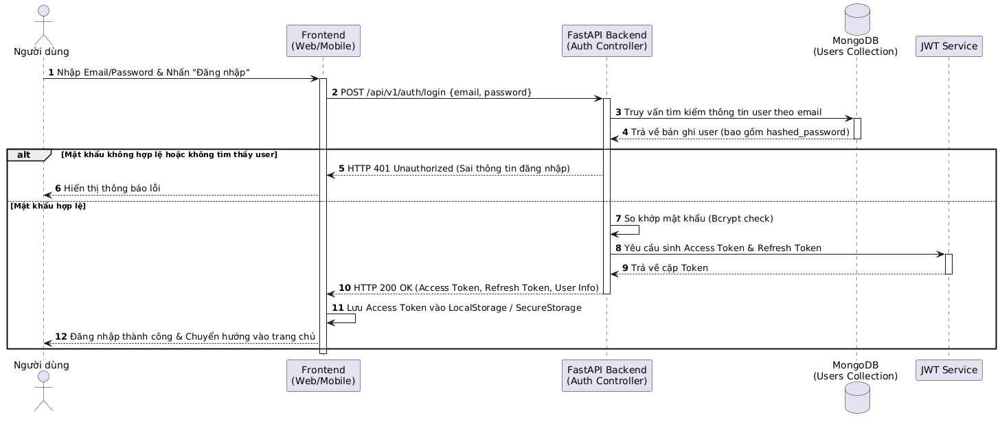 Người dùng
Frontend
(Web/Mobile)
FastAPI Backend
(Auth Controller)
MongoDB
(Users Collection)
JWT Service
1 Nhập Email/Password & Nhấn "Đăng nhập"
2 POST /api/v1/auth/login {email, password}
3 Truy vấn tìm kiếm thông tin user theo email
4 Trả về bản ghi user (bao gồm hashed_password)
alt [Mật khẩu không hợp lệ hoặc không tìm thấy user]
5 HTTP 401 Unauthorized (Sai thông tin đăng nhập)
6 Hiển thị thông báo lỗi
[Mật khẩu hợp lệ]
7 So khớp mật khẩu (Bcrypt check)
8 Yêu cầu sinh Access Token & Refresh Token
9 Trả về cặp Token
10 HTTP 200 OK (Access Token, Refresh Token, User Info)
11 Lưu Access Token vào LocalStorage / SecureStorage
12 Đăng nhập thành công & Chuyển hướng vào trang chủ
Người dùng
Frontend
(Web/Mobile)
FastAPI Backend
(Auth Controller)
MongoDB
(Users Collection)
JWT Service